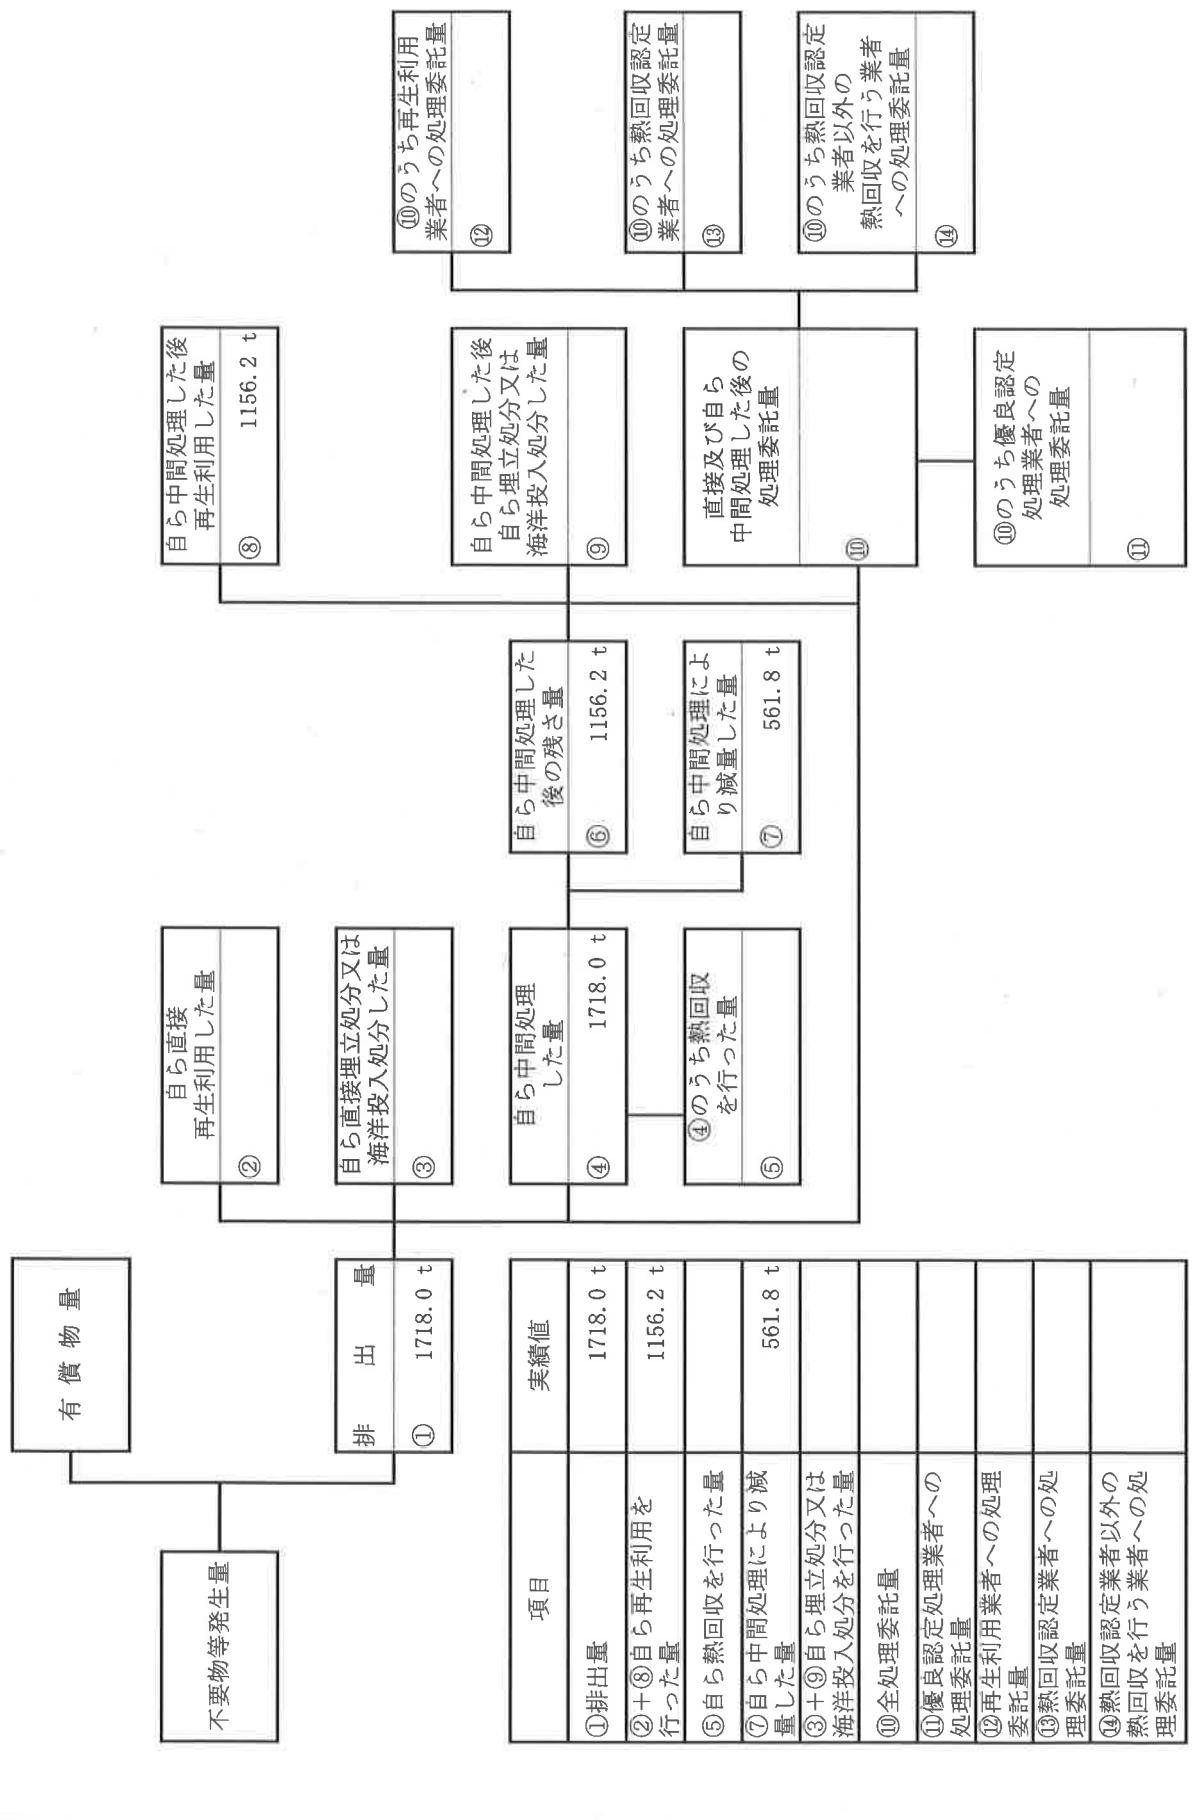 不要物等発生量
有償物量
排出量
① 1718.0 t
自ら直接
再生利用した量
②
自ら直接埋立処分又は
海洋投入処分した量
③
自ら中間処理
した量
④ 1718.0 t
④のうち熱回収
を行った量
⑤
自ら中間処理した
後の残さ量
⑥ 1156.2 t
自ら中間処理によ
り減量した量
⑦ 561.8 t
自ら中間処理した後
再生利用した量
⑧ 1156.2 t
自ら中間処理した後
自ら埋立処分又は
海洋投入処分した量
⑨
直接及び自ら
中間処理した後の
処理委託量
⑩
⑩のうち優良認定
処理業者への
処理委託量
⑪
⑩のうち再生利用
業者への処理委託量
⑫
⑩のうち熱回収認定
業者への処理委託量
⑬
⑩のうち熱回収認定
業者以外の
熱回収を行う業者
への処理委託量
⑭
項目 実績値
①排出量 1718.0 t
②+⑧自ら再生利用を
行った量 1156.2 t
⑤自ら熱回収を行った量
⑦自ら中間処理により減
量した量 561.8 t
③+⑨自ら埋立処分又は
海洋投入処分を行った量
⑩全処理委託量
⑪優良認定処理業者への
処理委託量
⑫再生利用業者への処理
委託量
⑬熱回収認定業者への処
理委託量
⑭熱回収認定業者以外の
熱回収を行う業者への処
理委託量